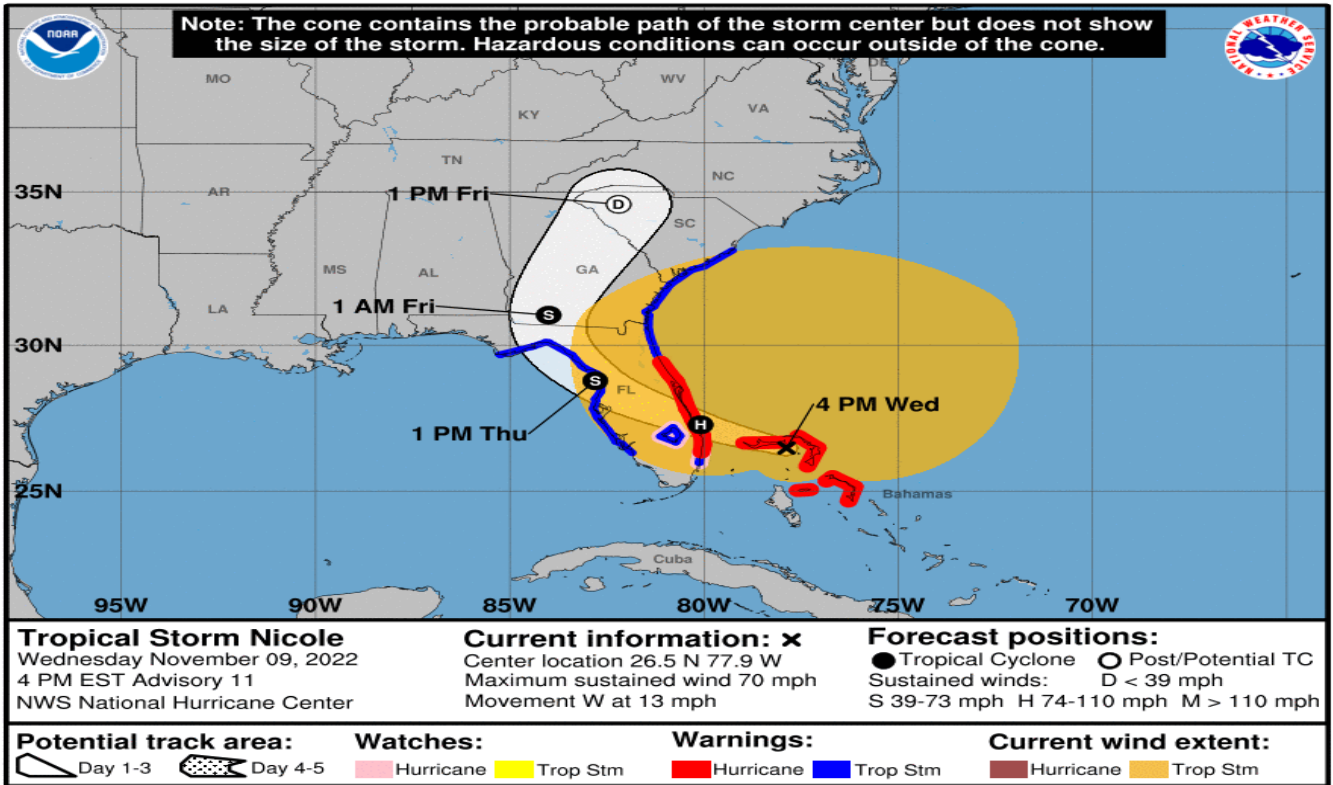 Note: The cone contains the probable path of the storm center but does not show
the size of the storm. Hazardous conditions can occur outside of the cone.
NOAA
NATIONAL WEATHER SERVICE
MO
WV
DE
KY
VA
TN
NC
35N
AR
1 PM Fri
D
SC
MS
AL
GA
LA
1 AM Fri
S
30N
S
FL
4 PM Wed
H
1 PM Thu
25N
Bahamas
Cuba
95W
90W
85W
80W
75W
70W
Tropical Storm Nicole
Wednesday November 09, 2022
4 PM EST Advisory 11
NWS National Hurricane Center
Current information: x
Center location 26.5 N 77.9 W
Maximum sustained wind 70 mph
Movement W at 13 mph
Forecast positions:
Tropical Cyclone Post/Potential TC
Sustained winds: D < 39 mph
S 39-73 mph H 74-110 mph M > 110 mph
Potential track area:
Day 1-3 Day 4-5
Watches:
Hurricane Trop Stm
Warnings:
Hurricane Trop Stm
Current wind extent:
Hurricane Trop Stm